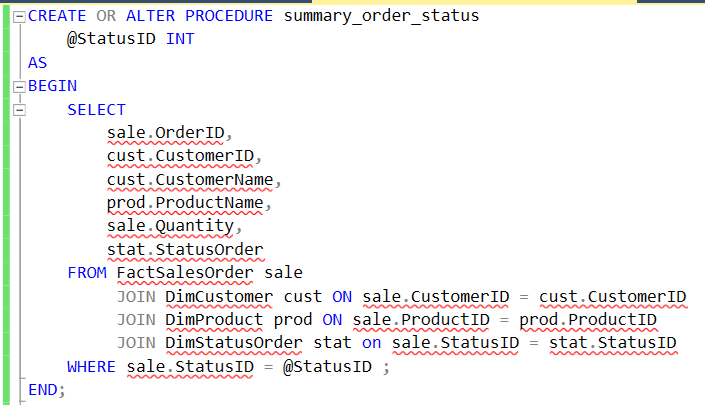 CREATE OR ALTER PROCEDURE summary_order_status
@StatusID INT
AS
BEGIN
SELECT
sale.OrderID,
cust.CustomerID,
cust.CustomerName,
prod.ProductName,
sale.Quantity,
stat.StatusOrder
FROM FactSalesOrder sale
JOIN DimCustomer cust ON sale.CustomerID = cust.CustomerID
JOIN DimProduct prod ON sale.ProductID = prod.ProductID
JOIN DimStatusOrder stat on sale.StatusID = stat.StatusID
WHERE sale.StatusID = @StatusID ;
END;